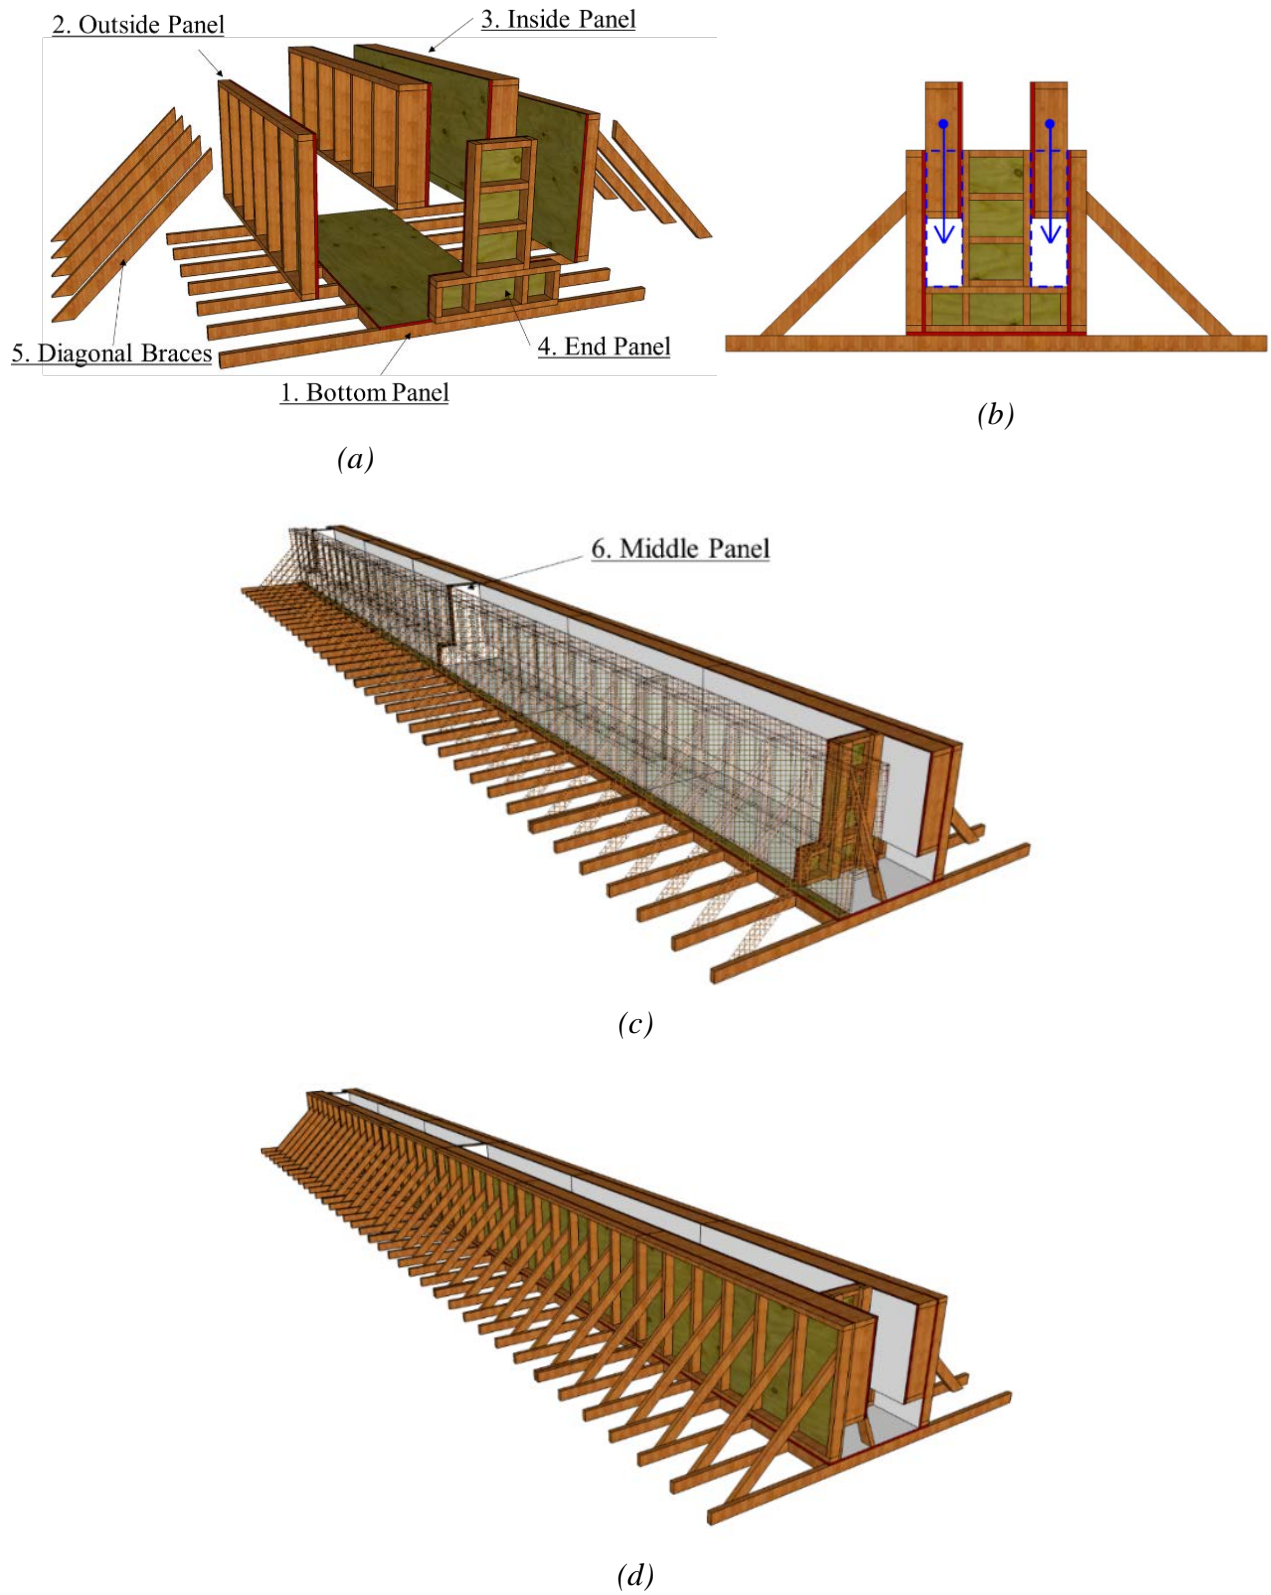 2. Outside Panel
3. Inside Panel
5. Diagonal Braces
4. End Panel
1. Bottom Panel
(a)
(b)
6. Middle Panel
(c)
(d)